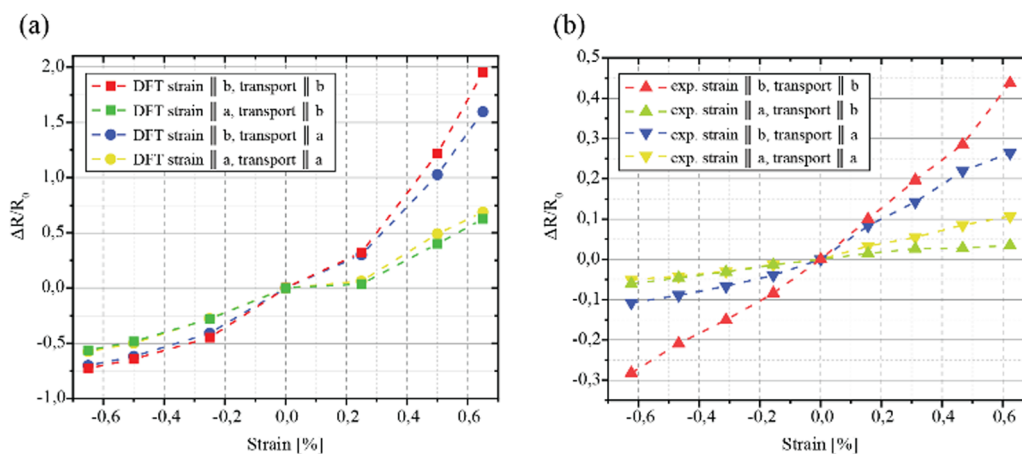 (a)
2,0
1,5
1,0
0,5
0,0
-0,5
-1,0
ΔR/R0
DFT strain ∥ b, transport ∥ b
DFT strain ∥ a, transport ∥ b
DFT strain ∥ b, transport ∥ a
DFT strain ∥ a, transport ∥ a
-0,6 -0,4 -0,2 0,0 0,2 0,4 0,6
Strain [%]
(b)
0,5
0,4
0,3
0,2
0,1
0,0
-0,1
-0,2
-0,3
ΔR/R0
exp. strain ∥ b, transport ∥ b
exp. strain ∥ a, transport ∥ b
exp. strain ∥ b, transport ∥ a
exp. strain ∥ a, transport ∥ a
-0,6 -0,4 -0,2 0,0 0,2 0,4 0,6
Strain [%]